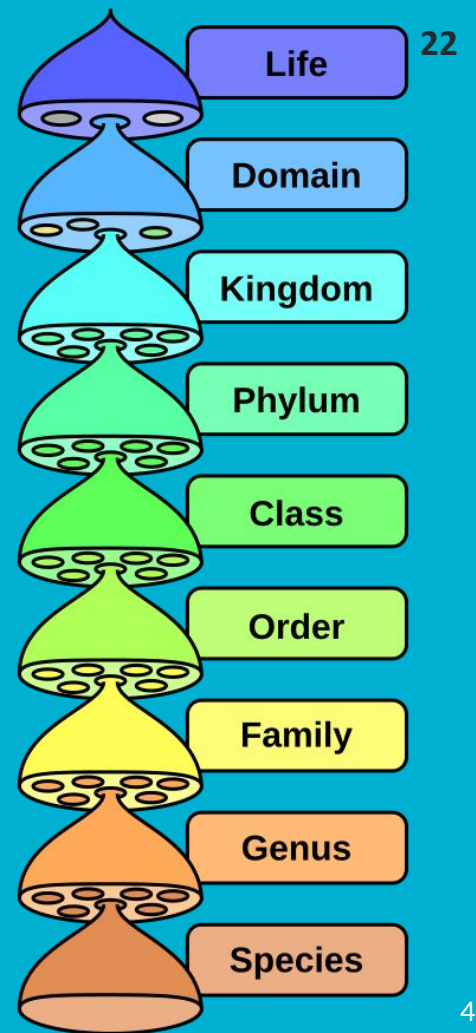 Life
22
Domain
Kingdom
Phylum
Class
Order
Family
Genus
Species
4